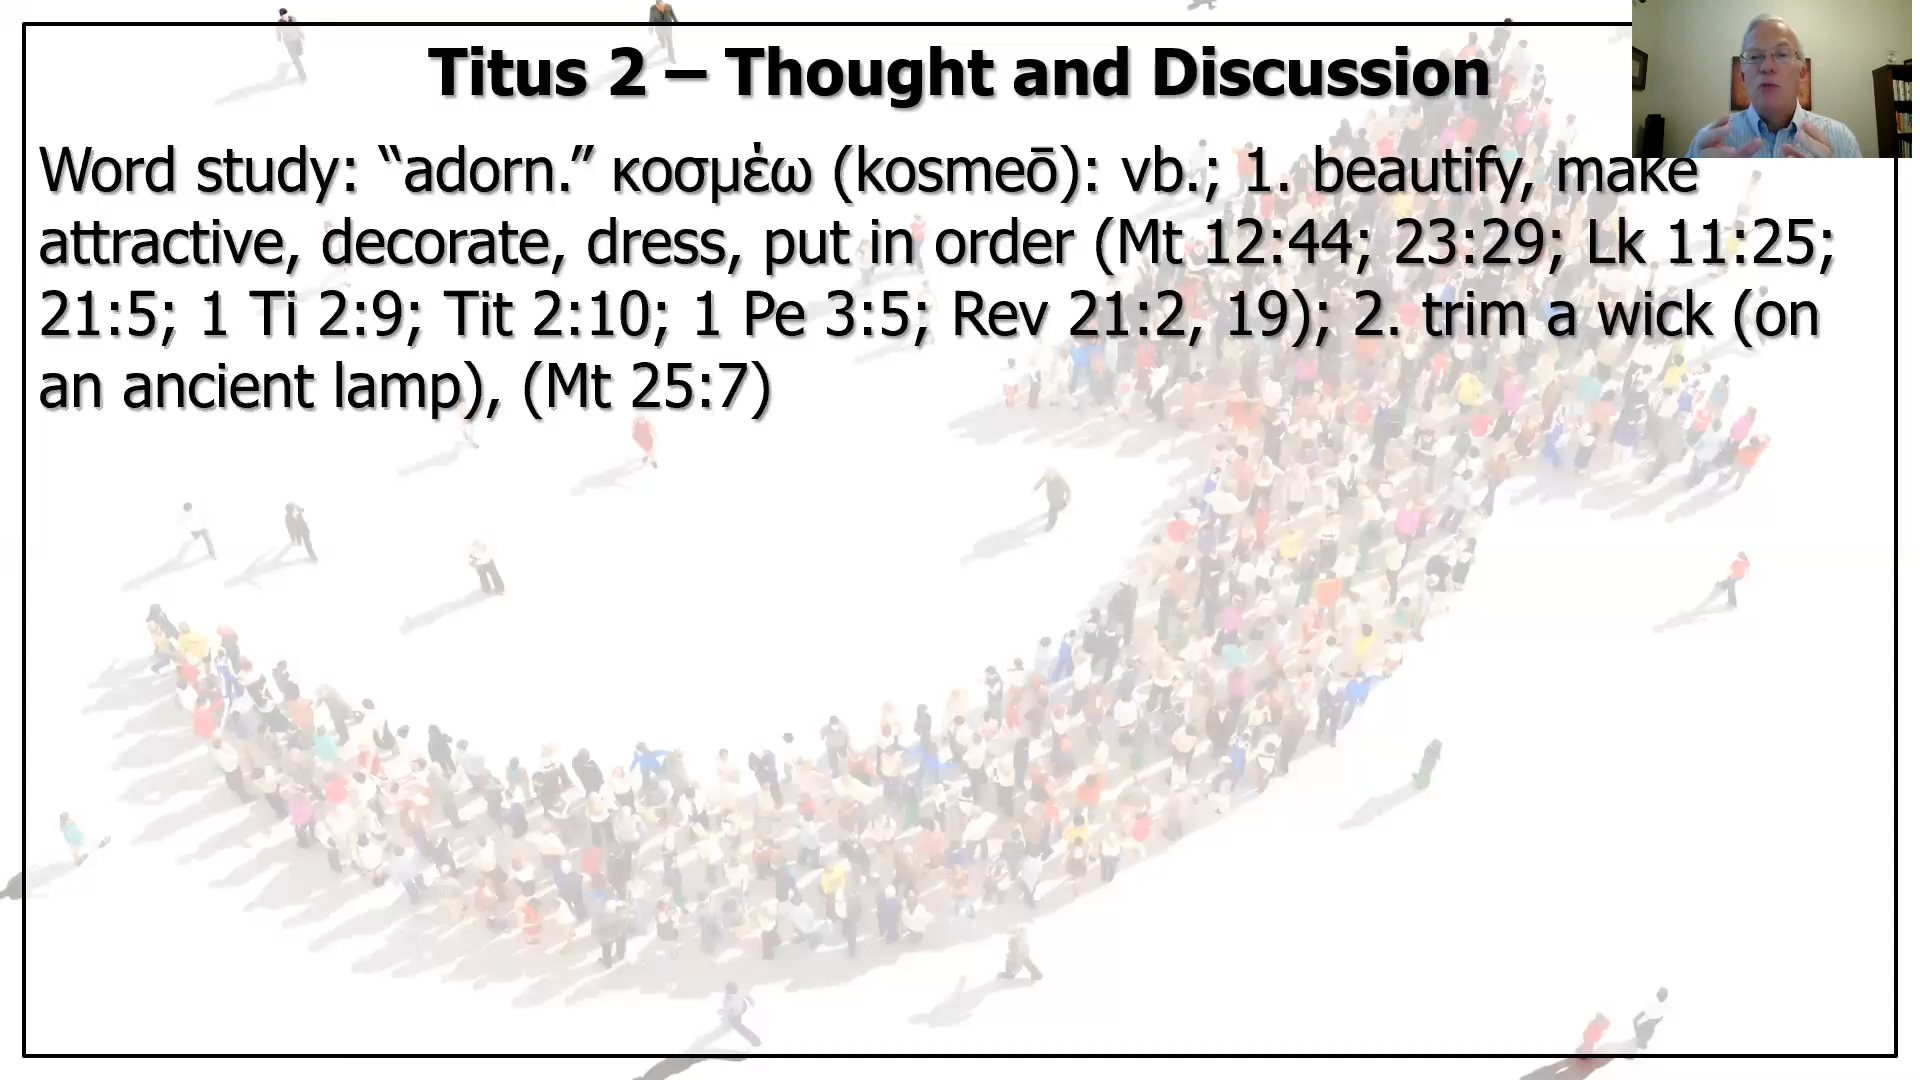 Titus 2 – Thought and Discussion
Word study: “adorn.” κοσμέω (kosmeō): vb.; 1. beautify, make
attractive, decorate, dress, put in order (Mt 12:44; 23:29; Lk 11:25;
21:5; 1 Ti 2:9; Tit 2:10; 1 Pe 3:5; Rev 21:2, 19); 2. trim a wick (on
an ancient lamp), (Mt 25:7)